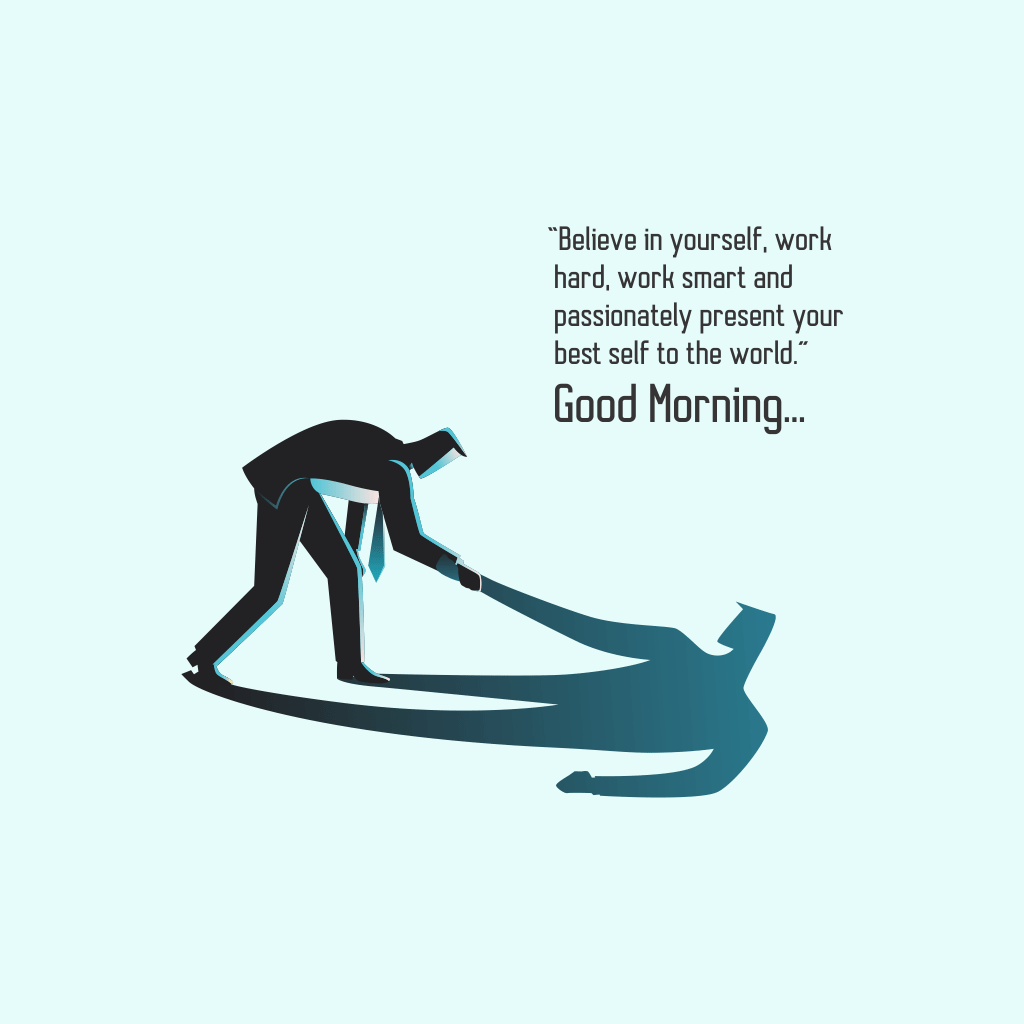 “Believe in yourself, work
hard, work smart and
passionately present your
best self to the world.”
Good Morning...